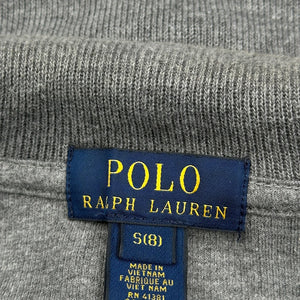 POLO
RALPH LAUREN
S(8)
MADE IN
VIETNAM
FABRIQUÉ AU
VIET NAM
RN 41381